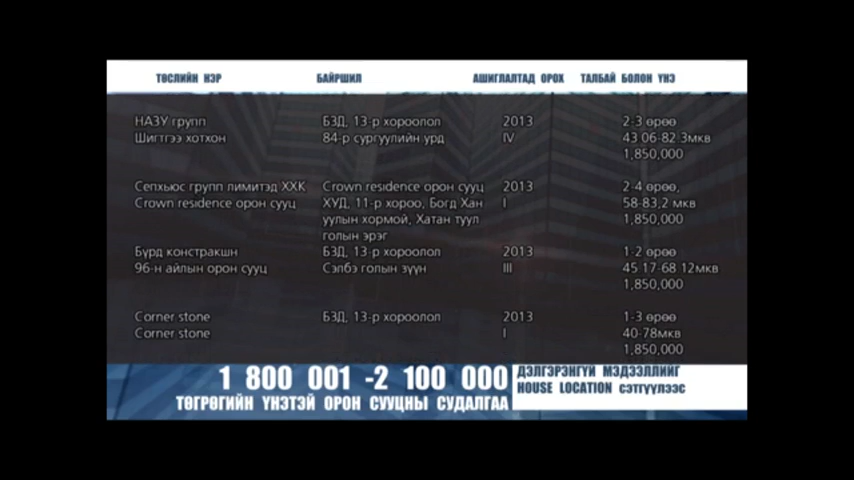 ТӨСЛИЙН НЭР БАЙРШИЛ АШИГЛАЛТАД ОРОХ ТАЛБАЙ БОЛОН ҮНЭ
НАЗУ групп БЗД, 13-р хороолол 2013 2-3 өрөө
Шигтгээ хотхон 84-р сургуулийн урд IV 43 06-82 3мкв
1,850,000
Сепхьюс групп лимитэд ХХК Crown residence орон сууц 2013 2-4 өрөө,
Crown residence орон сууц ХУД, 11-р хороо, Богд Хан I 58-83,2 мкв
уулын хормой, Хатан туул 1,850,000
голын эрэг
Бүрд констракшн БЗД, 13-р хороолол 2013 1-2 өрөө
96-н айлын орон сууц Сэлбэ голын зүүн III 45 17-68 12мкв
1,850,000
Corner stone БЗД, 13-р хороолол 2013 1-3 өрөө
Corner stone I 40-78мкв
1,850,000
1 800 001 -2 100 000
ТӨГРӨГИЙН ҮНЭТЭЙ ОРОН СУУЦНЫ СУДАЛГАА
ДЭЛГЭРЭНГҮЙ МЭДЭЭЛЛИЙГ
HOUSE LOCATION сэтгүүлээс